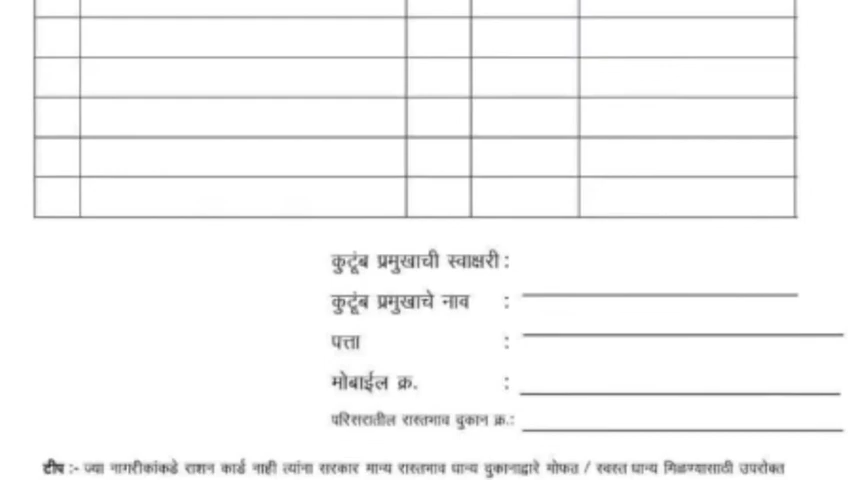 कुटूंब प्रमुखाची स्वाक्षरी :
कुटूंब प्रमुखाचे नाव :
पत्ता :
मोबाईल क्र. :
परिसरातील रास्तभाव दुकान क्र.:
टीप :- ज्या नागरीकांकडे राशन कार्ड नाही त्यांना सरकार मान्य रास्तभाव धान्य दुकानाद्वारे मोफत / स्वस्त धान्य मिळण्यासाठी उपरोक्त